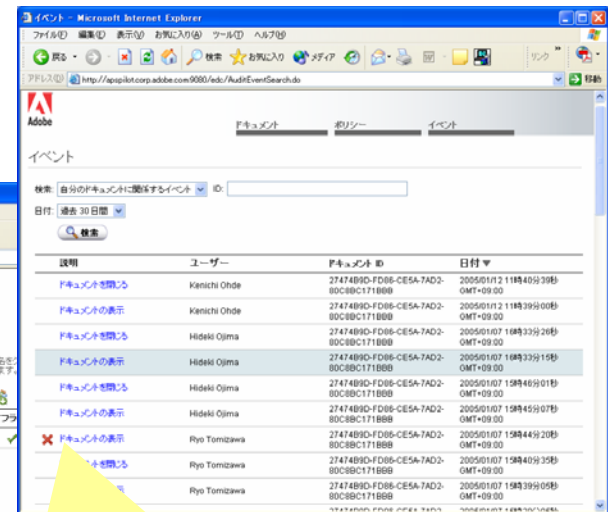 イベント - Microsoft Internet Explorer
ファイル(F) 編集(E) 表示(V) お気に入り(A) ツール(T) ヘルプ(H)
戻る 検索 お気に入り メディア リンク
アドレス(D) http://apspilot.corp.adobe.com:9080/edc/AuditEventSearch.do 移動
Adobe
ドキュメント ポリシー イベント
イベント
検索: 自分のドキュメントに関係するイベント ID:
日付: 過去 30 日間
検索
説明 ユーザー ドキュメント ID 日付▼
ドキュメントを閉じる Kenichi Ohde 27474B9D-FD86-CE5A-7AD2- 2005/01/12 11時40分39秒
80C8BC171BBB GMT+09:00
ドキュメントの表示 Kenichi Ohde 27474B9D-FD86-CE5A-7AD2- 2005/01/12 11時39分00秒
80C8BC171BBB GMT+09:00
ドキュメントを閉じる Hideki Ojima 27474B9D-FD86-CE5A-7AD2- 2005/01/07 16時33分26秒
80C8BC171BBB GMT+09:00
ドキュメントの表示 Hideki Ojima 27474B9D-FD86-CE5A-7AD2- 2005/01/07 16時33分15秒
80C8BC171BBB GMT+09:00
ドキュメントを閉じる Hideki Ojima 27474B9D-FD86-CE5A-7AD2- 2005/01/07 15時46分01秒
80C8BC171BBB GMT+09:00
ドキュメントの表示 Hideki Ojima 27474B9D-FD86-CE5A-7AD2- 2005/01/07 15時45分07秒
80C8BC171BBB GMT+09:00
ドキュメントの表示 Ryo Tomizawa 27474B9D-FD86-CE5A-7AD2- 2005/01/07 15時44分20秒
80C8BC171BBB GMT+09:00
トを閉じる Ryo Tomizawa 27474B9D-FD86-CE5A-7AD2- 2005/01/07 15時40分35秒
80C8BC171BBB GMT+09:00
示 Ryo Tomizawa 27474B9D-FD86-CE5A-7AD2- 2005/01/07 15時39分05秒
80C8BC171BBB GMT+09:00